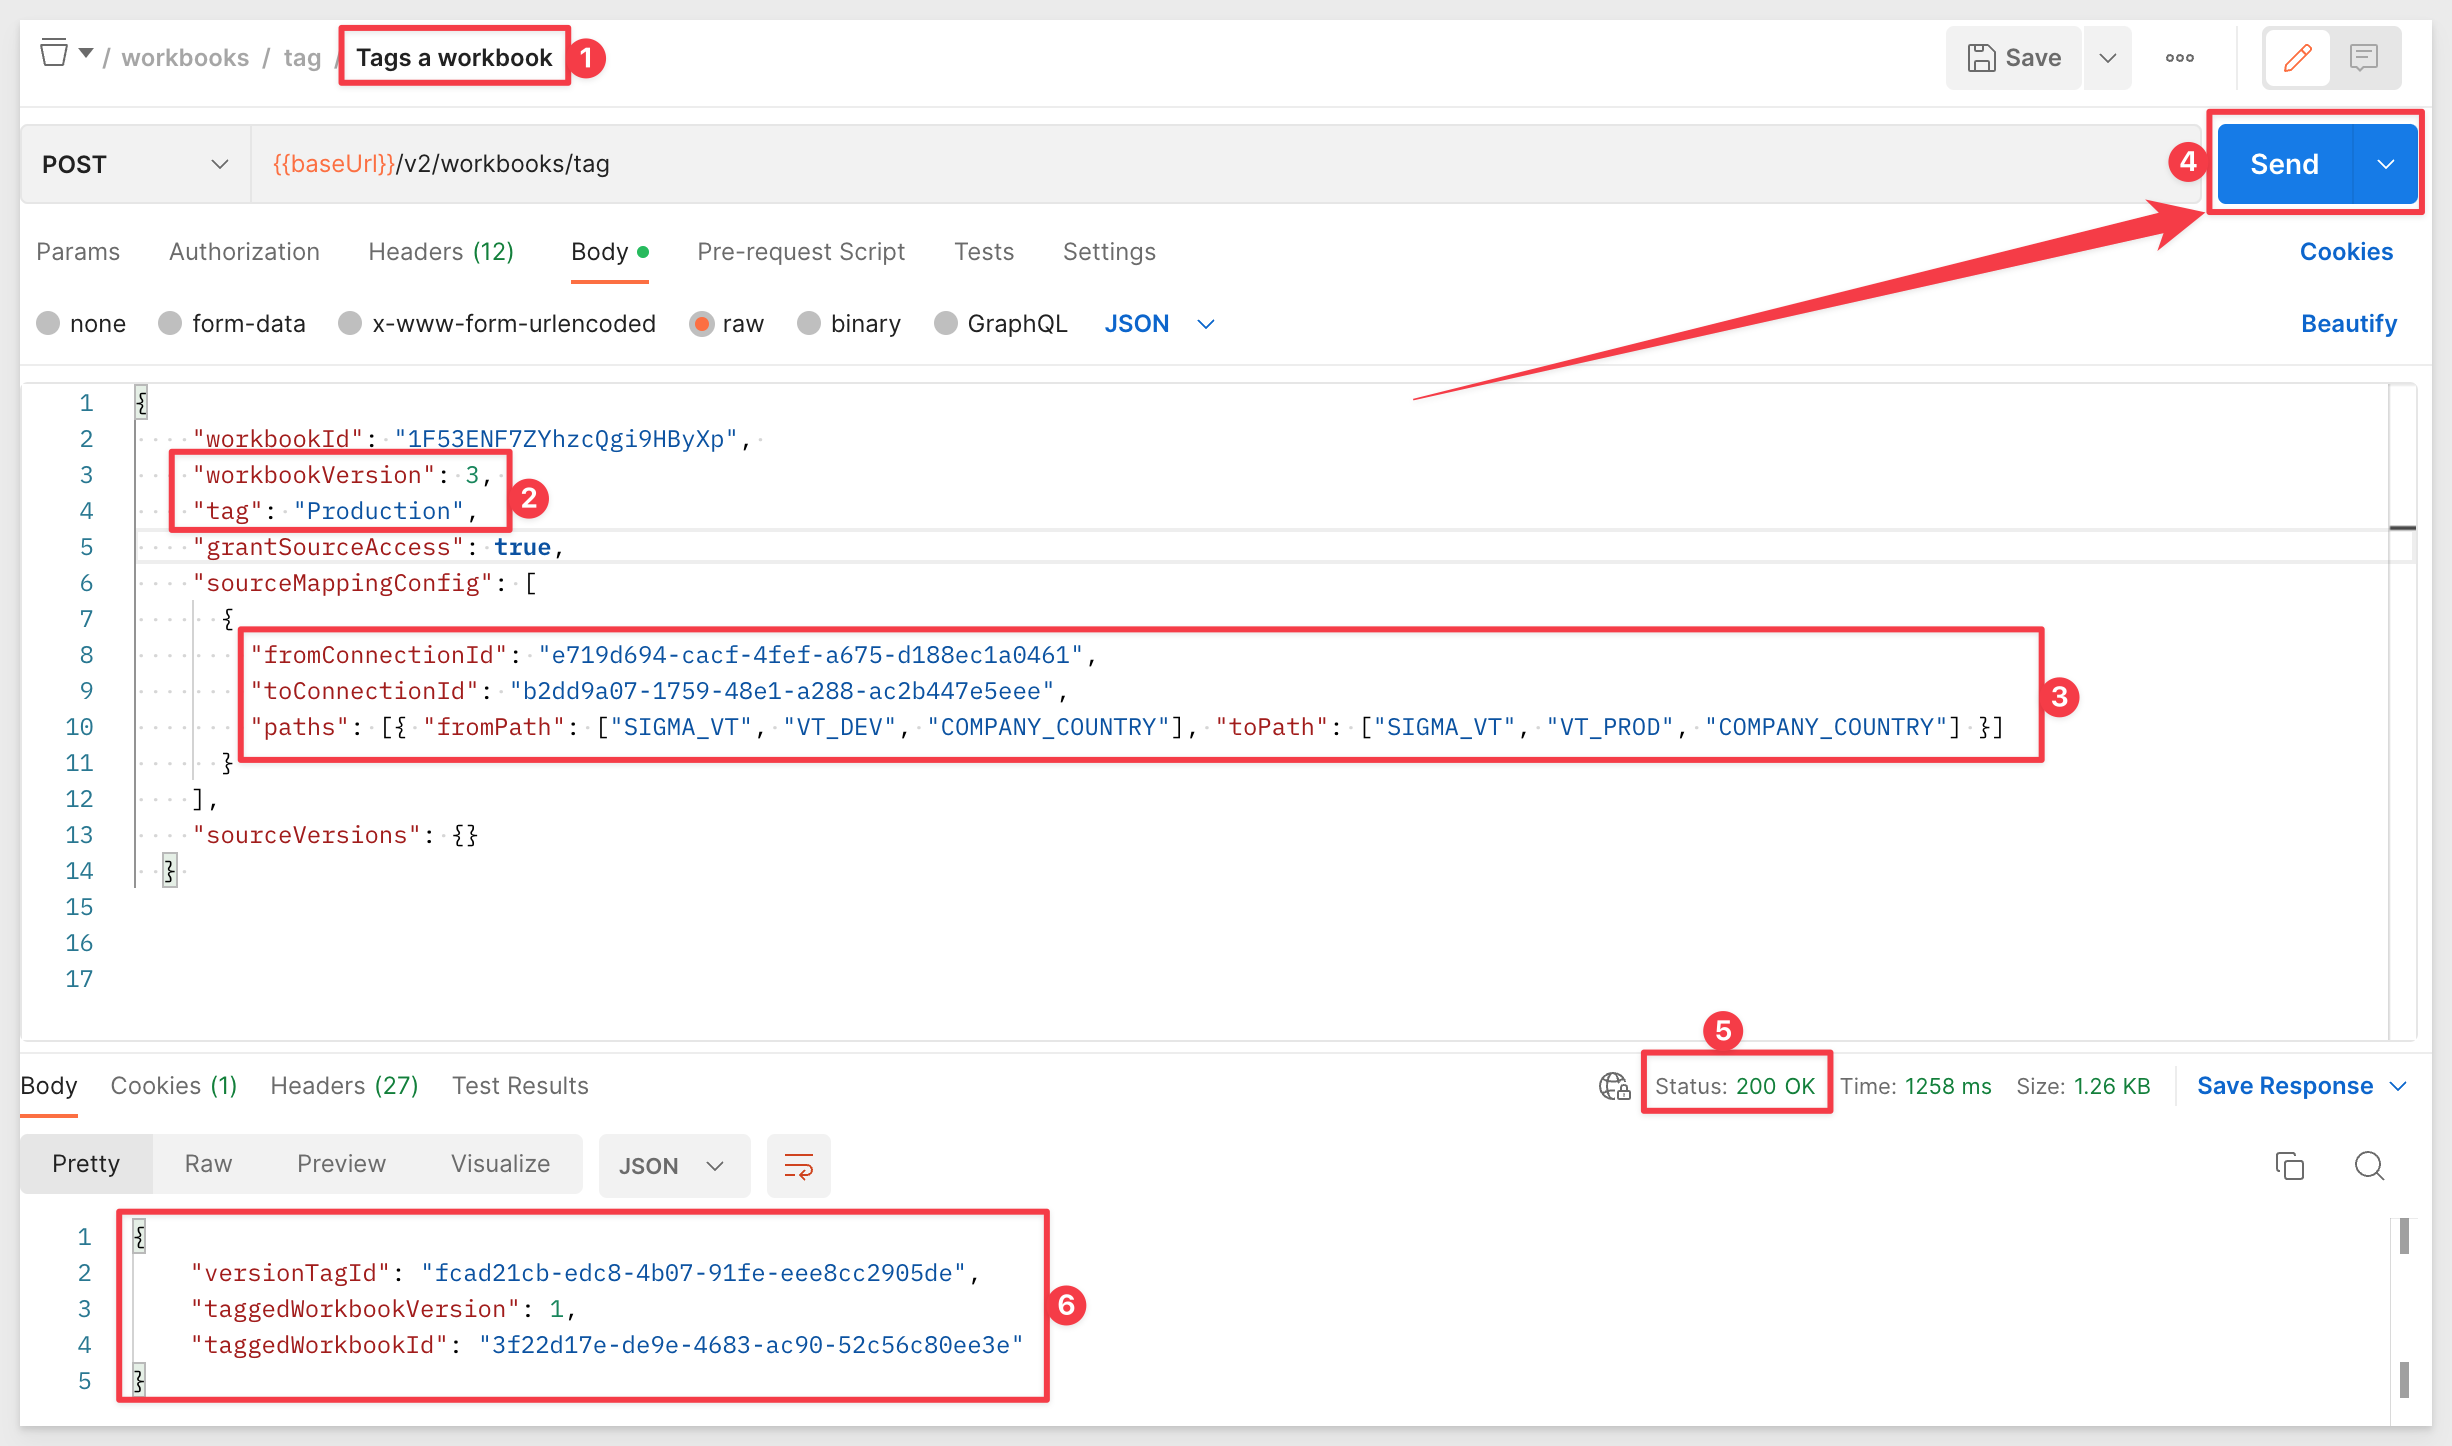 / workbooks / tag / Tags a workbook 1 Save
POST {{baseUrl}}/v2/workbooks/tag 4 Send
Params Authorization Headers (12) Body Pre-request Script Tests Settings Cookies
none form-data x-www-form-urlencoded raw binary GraphQL JSON Beautify
1 {
2 "workbookId": "1F53ENF7ZYhzcQgi9HByXp",
3 "workbookVersion": 3,
4 "tag": "Production", 2
5 "grantSourceAccess": true,
6 "sourceMappingConfig": [
7 {
8 "fromConnectionId": "e719d694-cacf-4fef-a675-d188ec1a0461",
9 "toConnectionId": "b2dd9a07-1759-48e1-a288-ac2b447e5eee", 3
10 "paths": [{ "fromPath": ["SIGMA_VT", "VT_DEV", "COMPANY_COUNTRY"], "toPath": ["SIGMA_VT", "VT_PROD", "COMPANY_COUNTRY"] }]
11 }
12 ],
13 "sourceVersions": {}
14 }
15
16
17
5
Body Cookies (1) Headers (27) Test Results Status: 200 OK Time: 1258 ms Size: 1.26 KB Save Response
Pretty Raw Preview Visualize JSON
1 {
2 "versionTagId": "fcad21cb-edc8-4b07-91fe-eee8cc2905de",
3 "taggedWorkbookVersion": 1, 6
4 "taggedWorkbookId": "3f22d17e-de9e-4683-ac90-52c56c80ee3e"
5 }